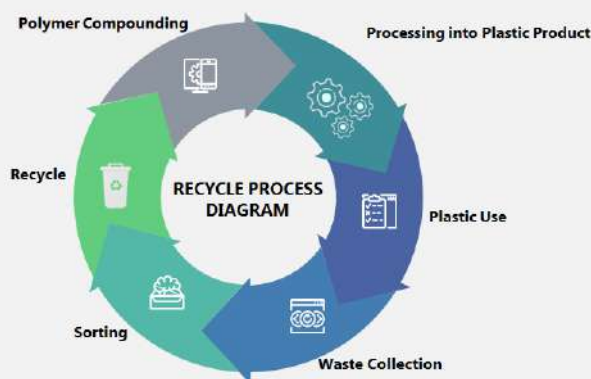 Polymer Compounding
Processing into Plastic Product
Recycle
RECYCLE PROCESS
DIAGRAM
Plastic Use
Sorting
Waste Collection